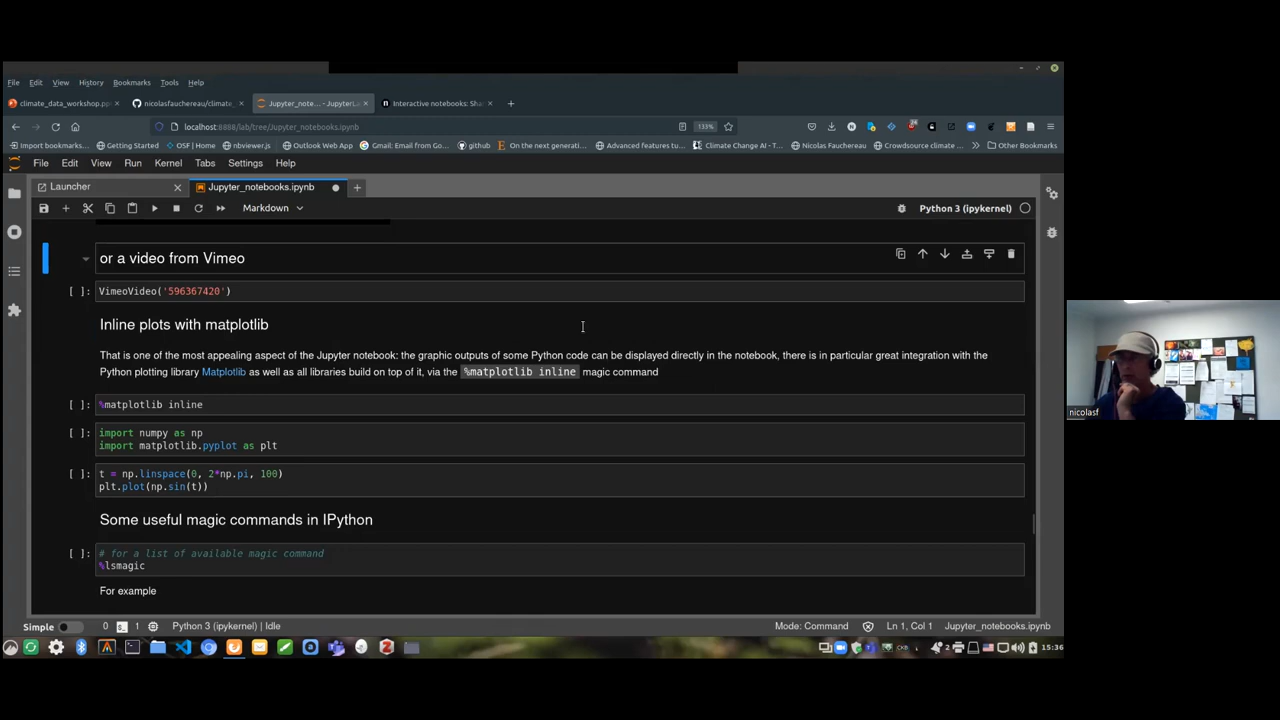 File Edit View History Bookmarks Tools Help
climate_data_workshop.pp
nicolasfauchereau/climate_
Jupyter_note... - JupyterL
Interactive notebooks: Sha
localhost:8888/lab/tree/Jupyter_notebooks.ipynb
133%
24
Import bookmarks... Getting Started OSF | Home nbviewer.js Outlook Web App Gmail: Email from Go... github On the next generati... Advanced features tu... Climate Change AI - T... Nicolas Fauchereau Crowdsource climate ... Other Bookmarks
File Edit View Run Kernel Tabs Settings Help
Launcher
Jupyter_notebooks.ipynb
Markdown
Python 3 (ipykernel)
or a video from Vimeo
[ ]: VimeoVideo('596367420')
Inline plots with matplotlib
That is one of the most appealing aspect of the Jupyter notebook: the graphic outputs of some Python code can be displayed directly in the notebook, there is in particular great integration with the
Python plotting library Matplotlib as well as all libraries build on top of it, via the %matplotlib inline magic command
[ ]: %matplotlib inline
[ ]: import numpy as np
import matplotlib.pyplot as plt
[ ]: t = np.linspace(0, 2*np.pi, 100)
plt.plot(np.sin(t))
Some useful magic commands in IPython
[ ]: # for a list of available magic command
%lsmagic
For example
Simple 0 1 Python 3 (ipykernel) | Idle Mode: Command Ln 1, Col 1 Jupyter_notebooks.ipynb
2 15:36
nicolasf